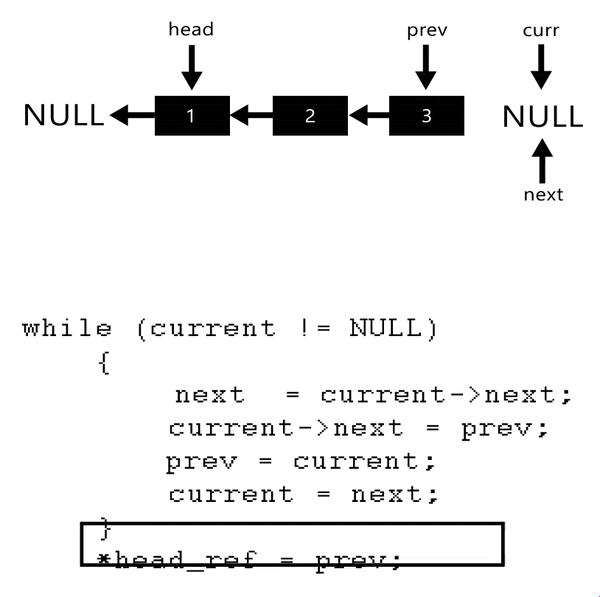 head prev curr
NULL 1 2 3 NULL
next
while (current != NULL)
{
next = current->next;
current->next = prev;
prev = current;
current = next;
}
*head_ref = prev;